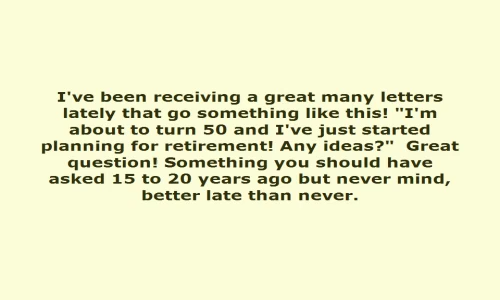 I've been receiving a great many letters
lately that go something like this! "I'm
about to turn 50 and I've just started
planning for retirement! Any ideas?"  Great
question! Something you should have
asked 15 to 20 years ago but never mind,
better late than never.